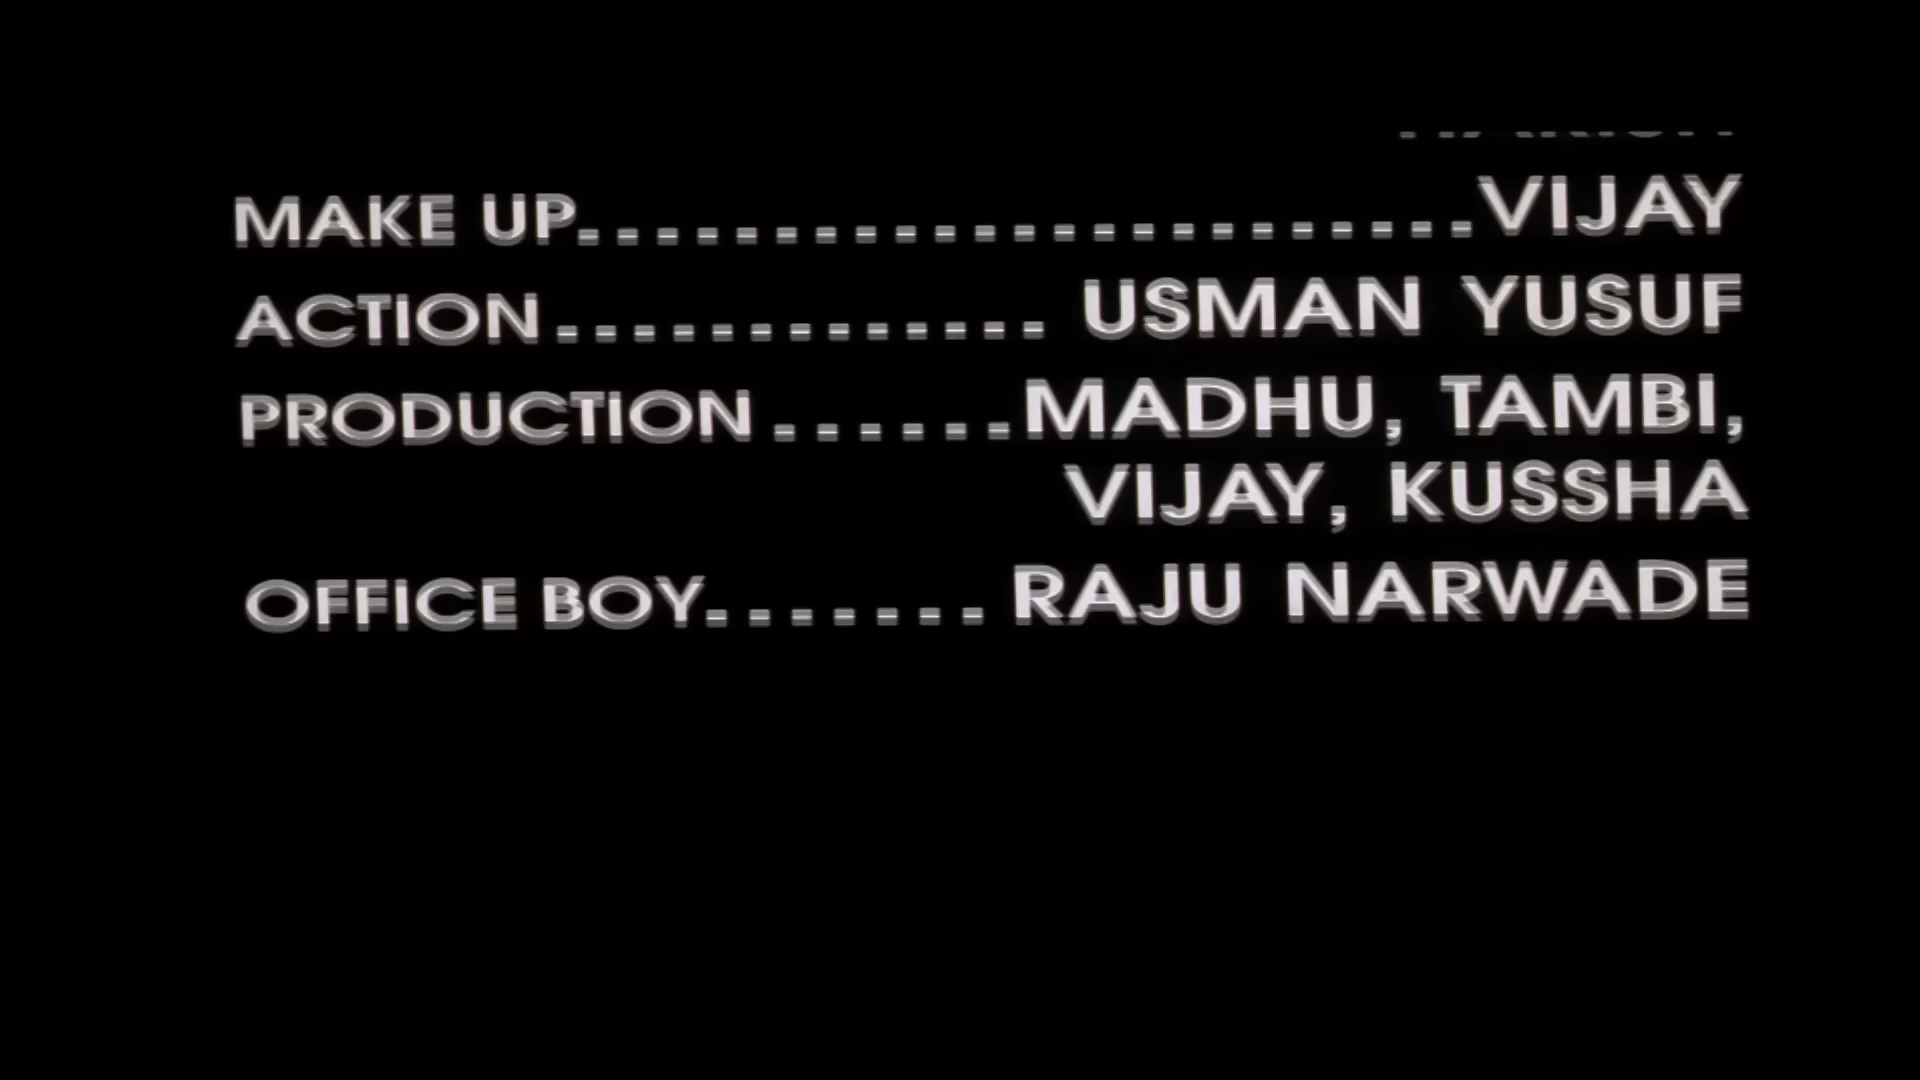 MAKE UP.......................VIJAY
ACTION............. USMAN YUSUF
PRODUCTION ......MADHU, TAMBI,
VIJAY, KUSSHA
OFFICE BOY....... RAJU NARWADE